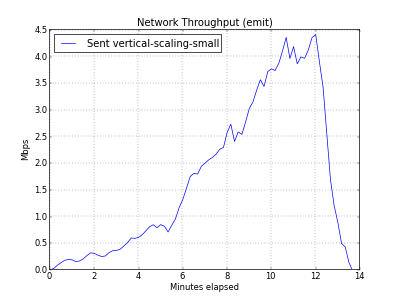 Network Throughput (emit)
4.5
Sent vertical-scaling-small
4.0
3.5
3.0
2.5
Mbps
2.0
1.5
1.0
0.5
0.0
0 2 4 6 8 10 12 14
Minutes elapsed